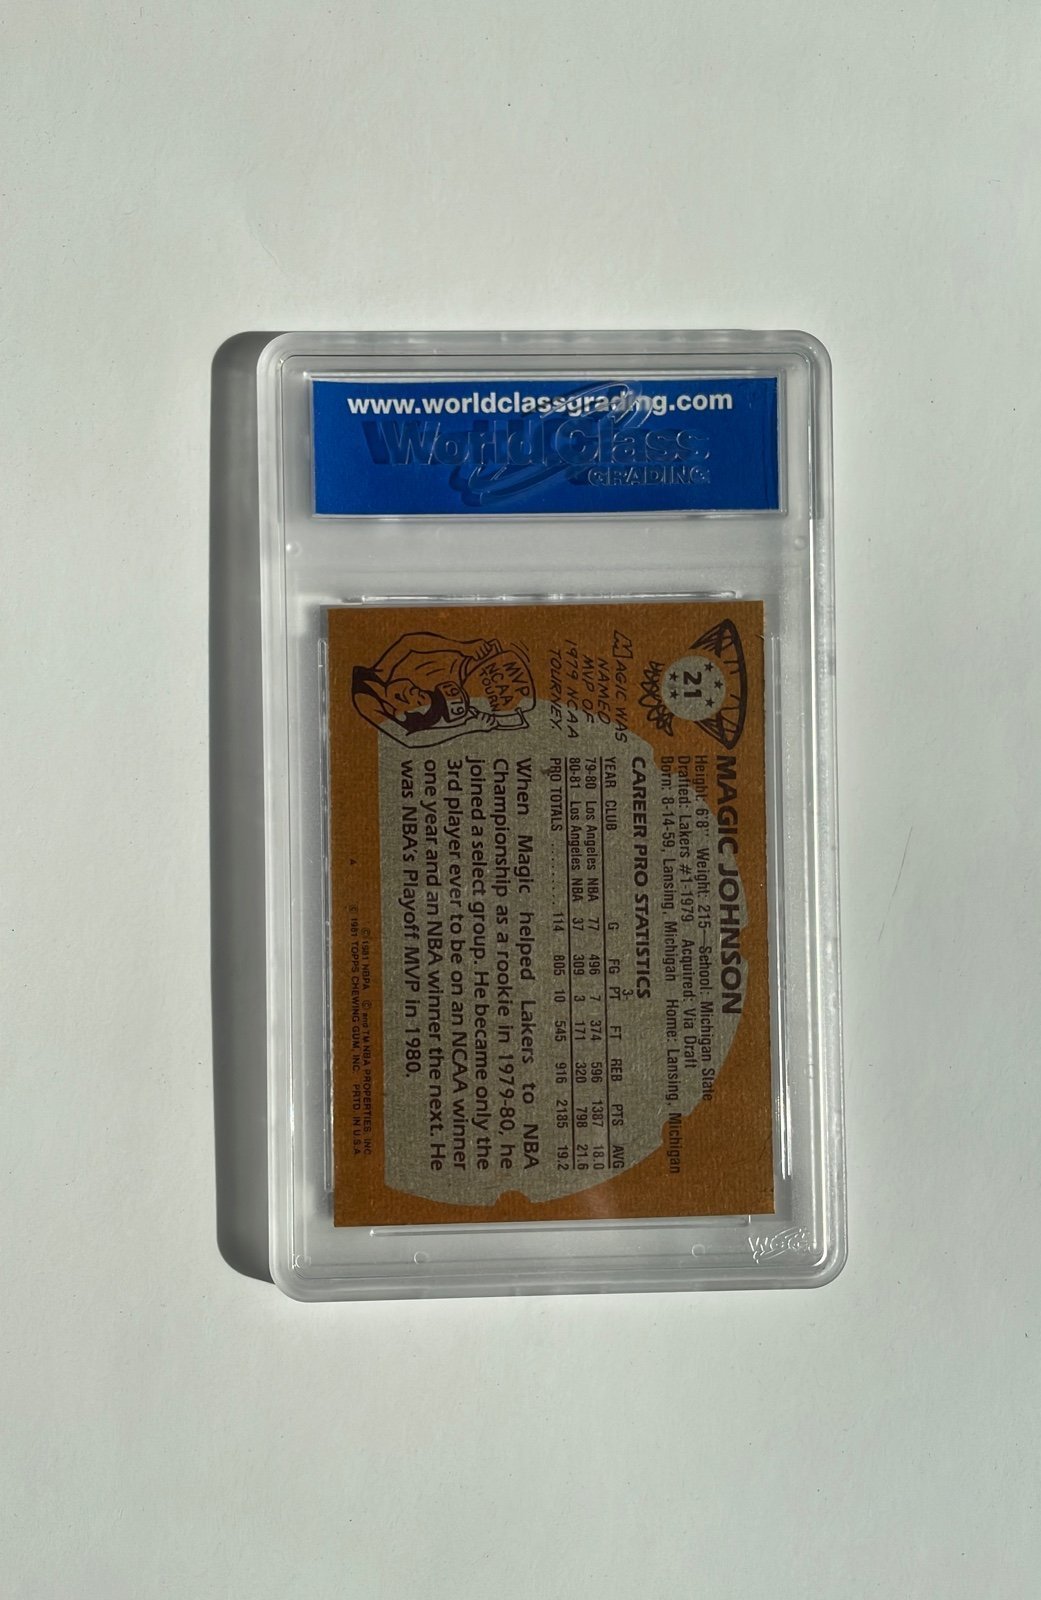 www.worldclassgrading.com
World Class
GRADING
21
MAGIC JOHNSON
Height: 6'8" Weight: 215 School: Michigan State
Drafted: Lakers #1-1979 Acquired: Via Draft
Born: 8-14-59, Lansing, Michigan Home: Lansing, Michigan
MAGIC WAS
NAMED
MVP OF
1979 NCAA
TOURNEY.
MVP
NCAA
TOURN
1979
CAREER PRO STATISTICS
3-
YEAR CLUB G FG PT FT REB PTS AVG
79-80 Los Angeles NBA 77 496 7 374 596 1387 18.0
80-81 Los Angeles NBA 37 309 3 171 320 798 21.6
PRO TOTALS .......... 114 805 10 545 916 2185 19.2
When Magic helped Lakers to NBA
Championship as a rookie in 1979-80, he
joined a select group. He became only the
3rd player ever to be on an NCAA winner
one year and an NBA winner the next. He
was NBA's Playoff MVP in 1980.
© 1981 NBPA © and TM NBA PROPERTIES, INC
A © 1981 TOPPS CHEWING GUM, INC. PRTD. IN U.S.A
WCG